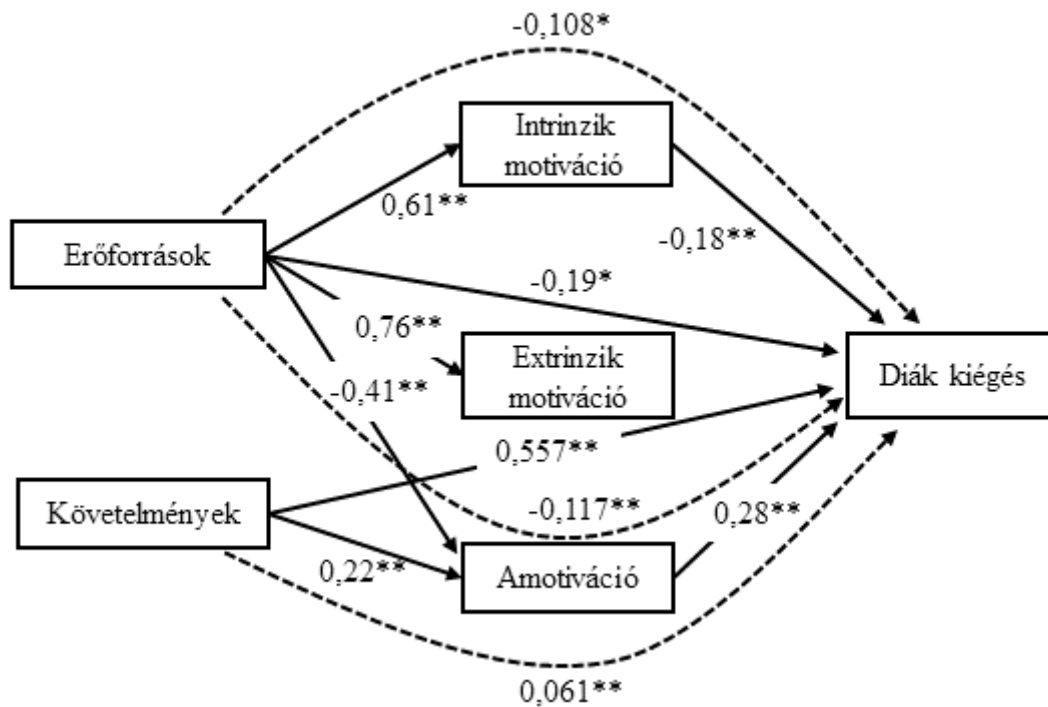 -0,108*
Intrinzik
motiváció
0,61**
-0,18**
Erőforrások
-0,19*
0,76**
Extrinzik
motiváció
Diák kiégés
-0,41**
0,557**
Követelmények
-0,117**
0,28**
0,22**
Amotiváció
0,061**